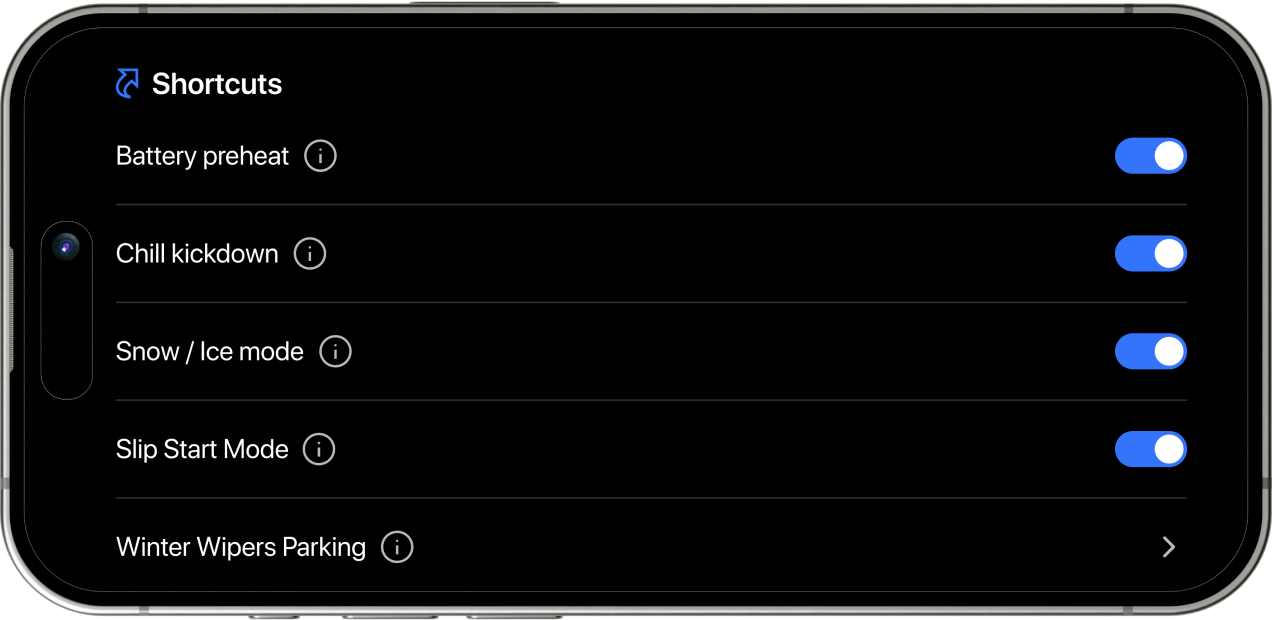 Shortcuts
Battery preheat
Chill kickdown
Snow / Ice mode
Slip Start Mode
Winter Wipers Parking